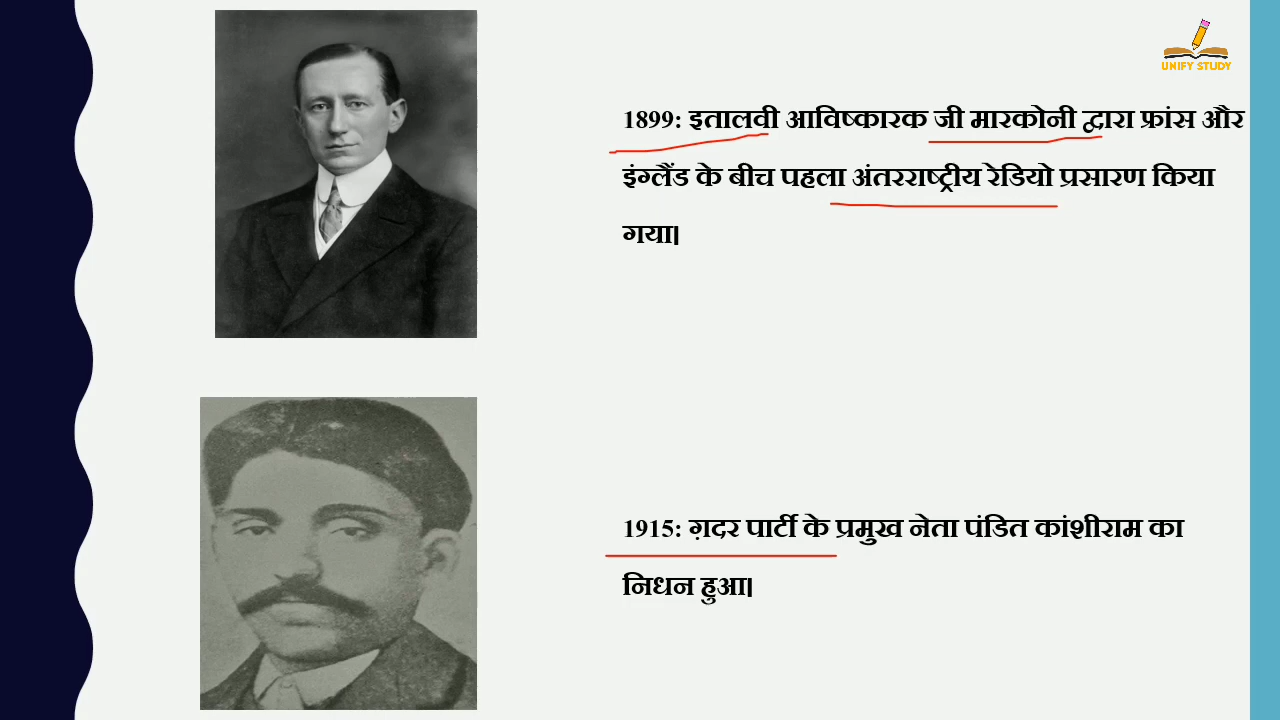 UNIFY STUDY
1899: इतालवी आविष्कारक जी मारकोनी द्वारा फ्रांस और
इंग्लैंड के बीच पहला अंतरराष्ट्रीय रेडियो प्रसारण किया
गया।
1915: ग़दर पार्टी के प्रमुख नेता पंडित कांशीराम का
निधन हुआ।